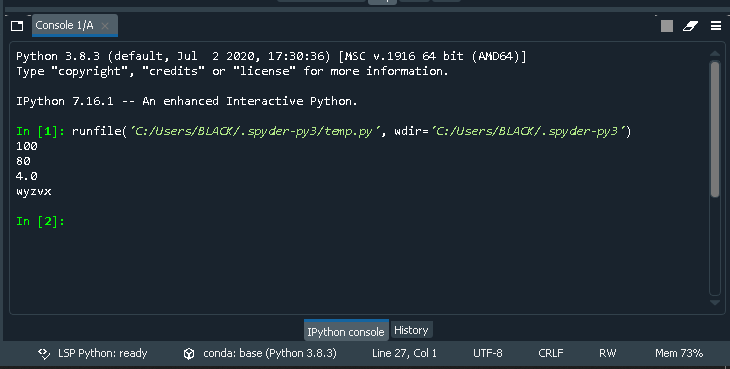 Console 1/A
Python 3.8.3 (default, Jul  2 2020, 17:30:36) [MSC v.1916 64 bit (AMD64)]
Type "copyright", "credits" or "license" for more information.
IPython 7.16.1 -- An enhanced Interactive Python.
In [1]: runfile('C:/Users/BLACK/.spyder-py3/temp.py', wdir='C:/Users/BLACK/.spyder-py3')
100
80
4.0
wyzvx
In [2]:
IPython console History
LSP Python: ready conda: base (Python 3.8.3) Line 27, Col 1 UTF-8 CRLF RW Mem 73%